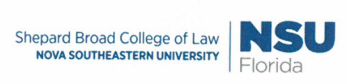 Shepard Broad College of Law
NOVA SOUTHEASTERN UNIVERSITY
NSU
Florida